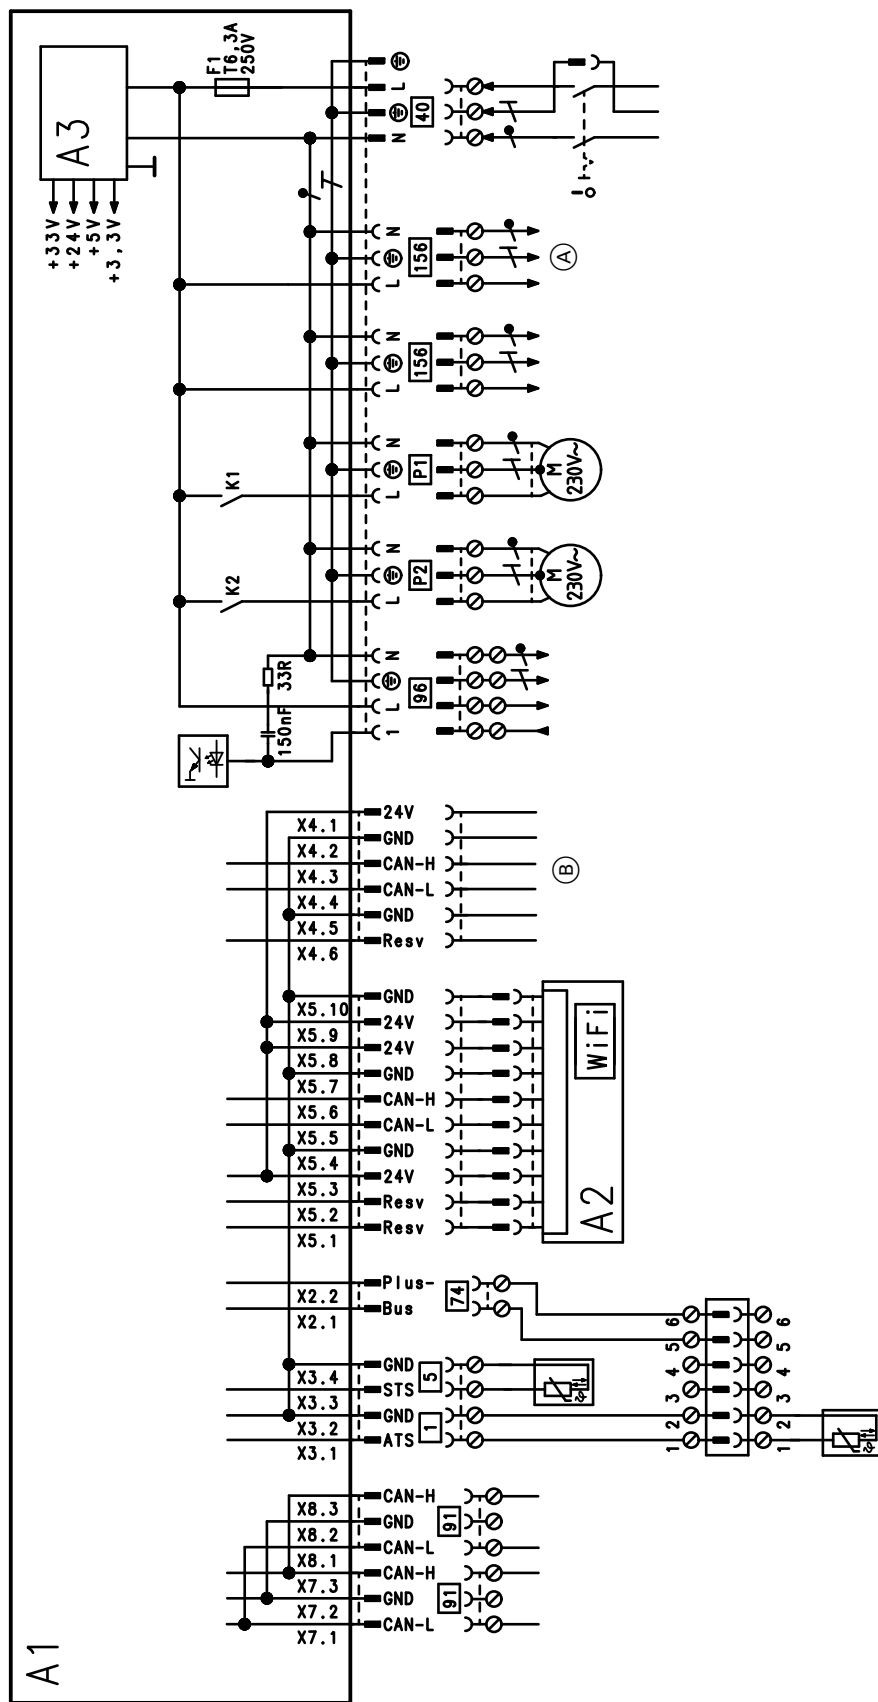 A3
F1
T6,3A
250V
+33V
+24V
+5V
+3,3V
L
40
N
N
156
L
A
N
156
L
K1
N
P1
L
M
230V~
K2
N
P2
L
M
230V~
33R
150nF
N
96
L
1
24V
X4.1
GND
X4.2
CAN-H
X4.3
CAN-L
X4.4
GND
X4.5
Resv
X4.6
B
GND
X5.10
24V
X5.9
24V
X5.8
GND
X5.7
CAN-H
X5.6
CAN-L
X5.5
GND
X5.4
24V
X5.3
Resv
X5.2
Resv
X5.1
WiFi
A2
Plus-
X2.2
Bus
X2.1
74
GND
X3.4
STS
X3.3
GND
X3.2
ATS
X3.1
5
1
6 6
5 5
4 4
3 3
2 2
1 1
CAN-H
X8.3
GND
X8.2
CAN-L
X8.1
91
CAN-H
X7.3
GND
X7.2
CAN-L
X7.1
91
A1